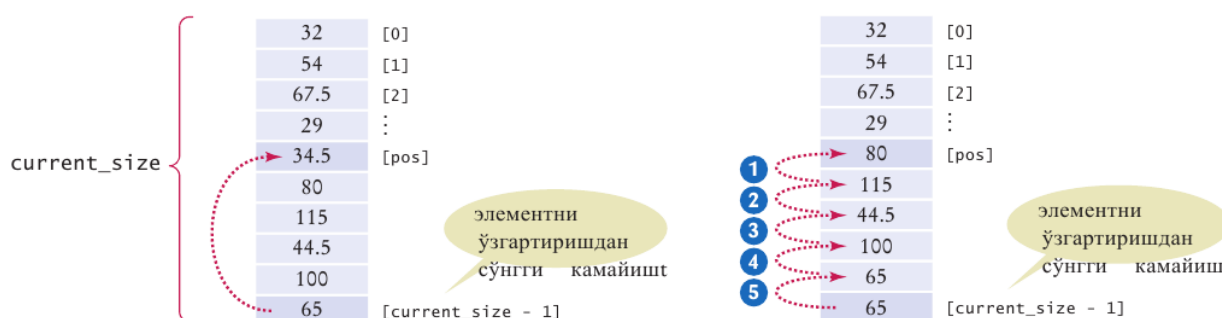 32 [0]
54 [1]
67.5 [2]
29 ⋮
current_size
34.5 [pos]
80
115
44.5
100
65 [current_size - 1]
элементни
ўзгартиришдан
сўнгги камайишt
32 [0]
54 [1]
67.5 [2]
29 ⋮
80 [pos]
115
44.5
100
65
65 [current_size - 1]
1
2
3
4
5
элементни
ўзгартиришдан
сўнгги камайиш